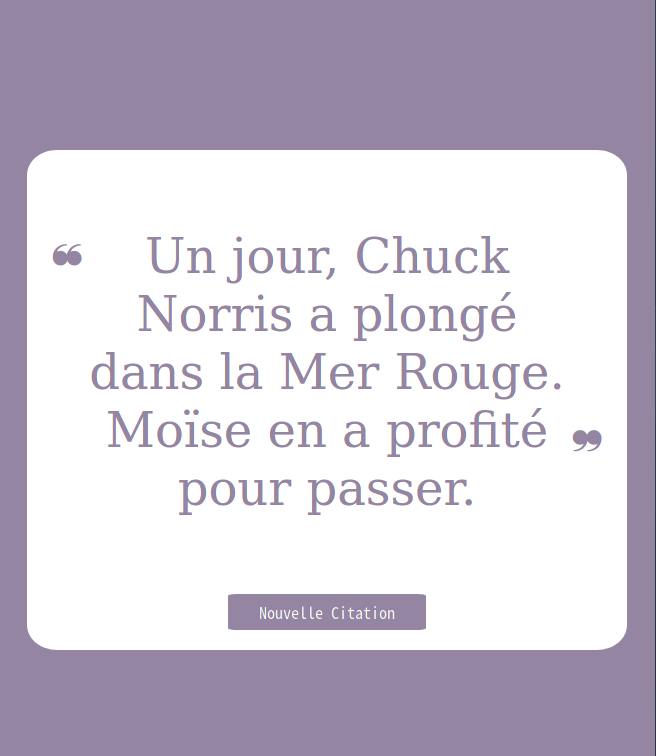 ❝ Un jour, Chuck
Norris a plongé
dans la Mer Rouge.
Moïse en a profité ❞
pour passer.
Nouvelle Citation